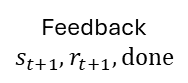 Feedback
s_{t+1}, r_{t+1}, done